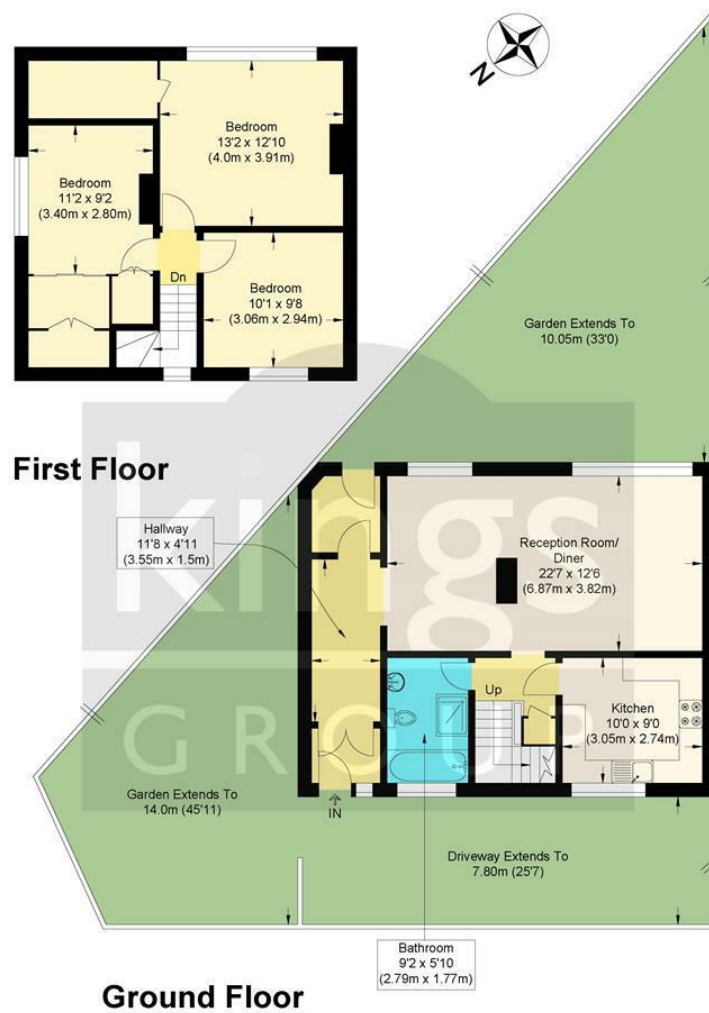 N
Bedroom
13'2 x 12'10
(4.0m x 3.91m)
Bedroom
11'2 x 9'2
(3.40m x 2.80m)
Dn
Bedroom
10'1 x 9'8
(3.06m x 2.94m)
Garden Extends To
10.05m (33'0)
First Floor
Hallway
11'8 x 4'11
(3.55m x 1.5m)
Reception Room/
Diner
22'7 x 12'6
(6.87m x 3.82m)
kings
GROUP
Up
Kitchen
10'0 x 9'0
(3.05m x 2.74m)
Garden Extends To
14.0m (45'11)
IN
Driveway Extends To
7.80m (25'7)
Bathroom
9'2 x 5'10
(2.79m x 1.77m)
Ground Floor